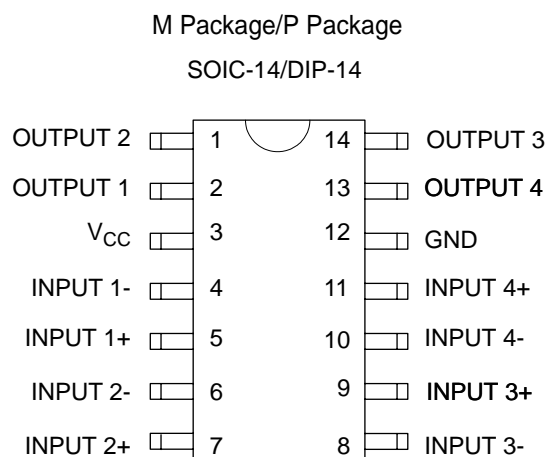 M Package/P Package
SOIC-14/DIP-14
OUTPUT 2 1 14 OUTPUT 3
OUTPUT 1 2 13 OUTPUT 4
VCC 3 12 GND
INPUT 1- 4 11 INPUT 4+
INPUT 1+ 5 10 INPUT 4-
INPUT 2- 6 9 INPUT 3+
INPUT 2+ 7 8 INPUT 3-